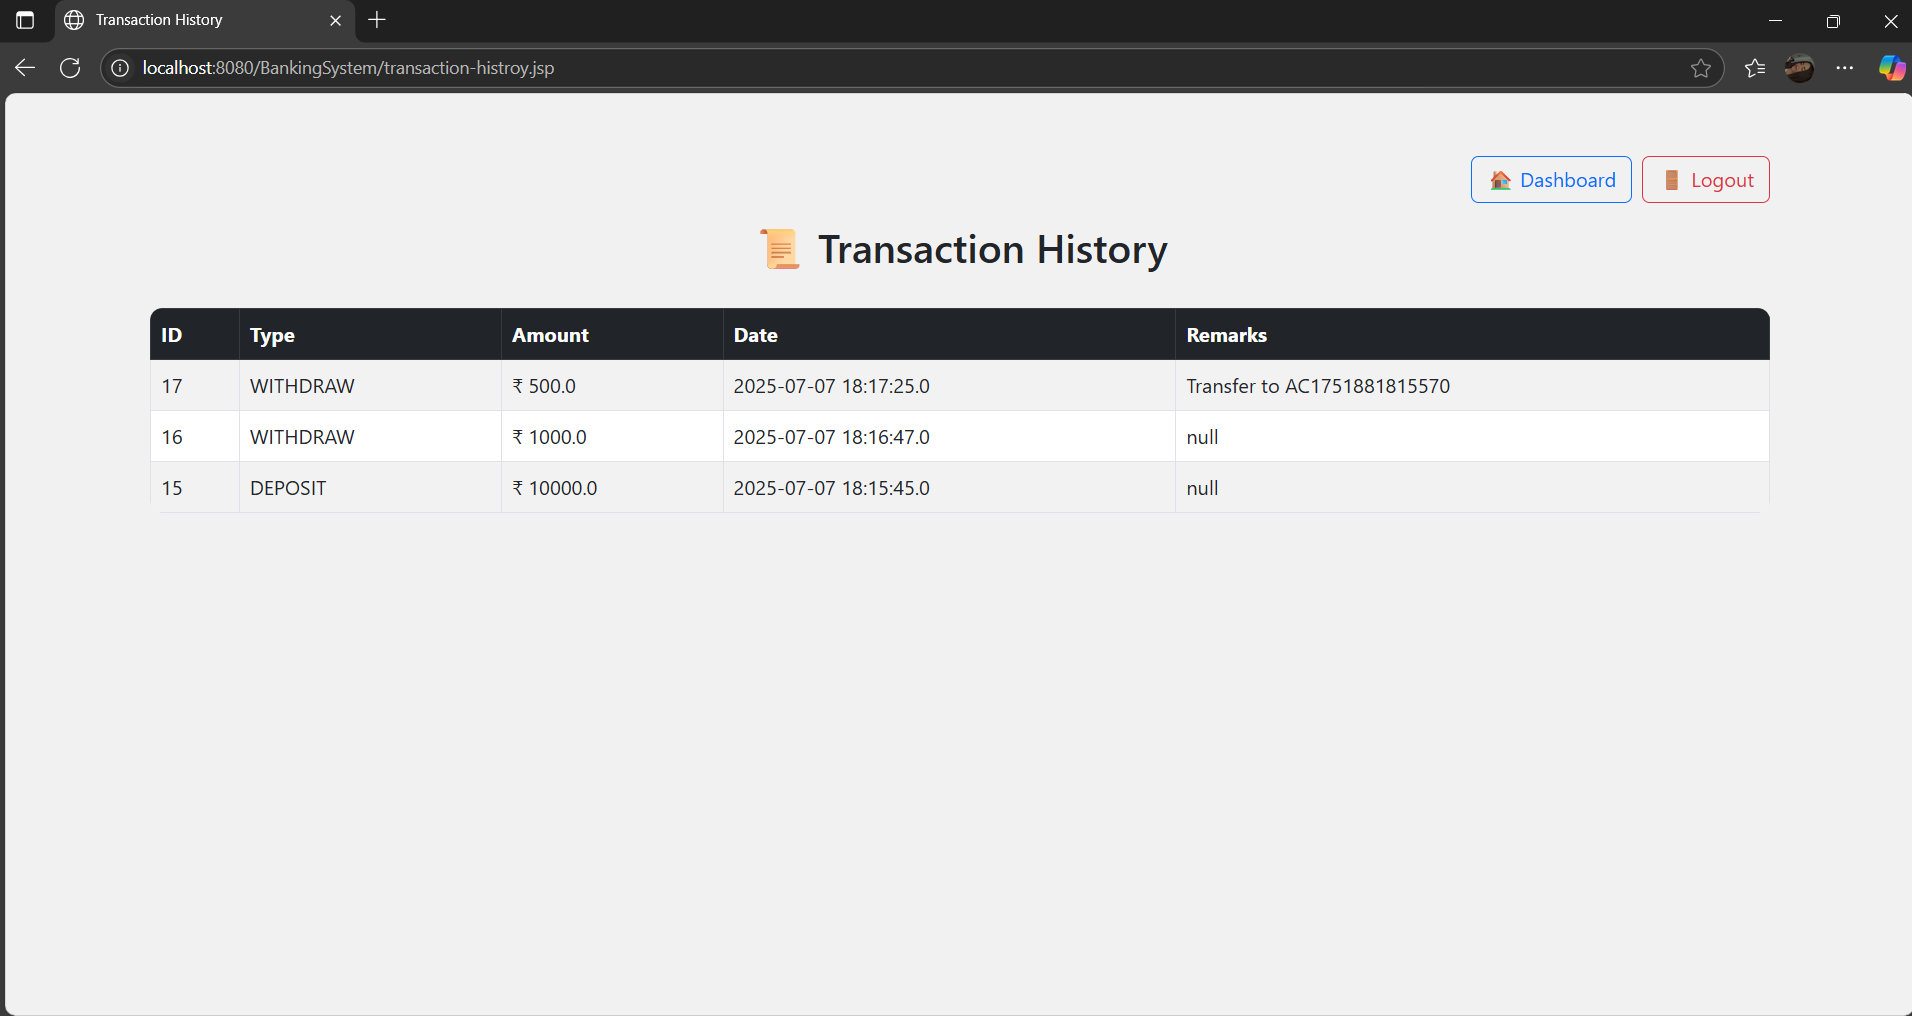 Transaction History
localhost:8080/BankingSystem/transaction-histroy.jsp
Dashboard Logout
Transaction History
ID Type Amount Date Remarks
17 WITHDRAW ₹ 500.0 2025-07-07 18:17:25.0 Transfer to AC1751881815570
16 WITHDRAW ₹ 1000.0 2025-07-07 18:16:47.0 null
15 DEPOSIT ₹ 10000.0 2025-07-07 18:15:45.0 null